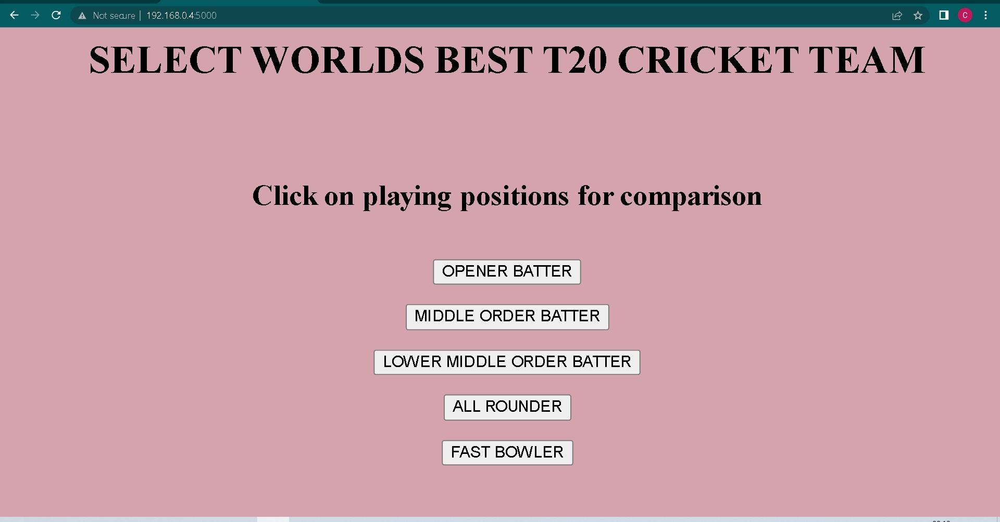 Not secure | 192.168.0.4:5000
C
SELECT WORLDS BEST T20 CRICKET TEAM
Click on playing positions for comparison
OPENER BATTER
MIDDLE ORDER BATTER
LOWER MIDDLE ORDER BATTER
ALL ROUNDER
FAST BOWLER